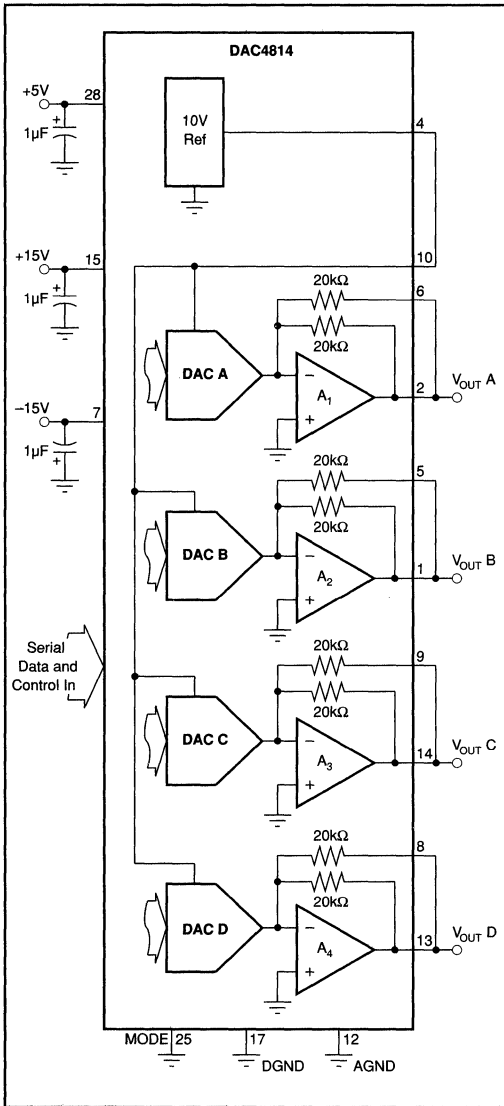 DAC4814
+5V
28
+
1µF
10V
Ref
4
+15V
15
+
1µF
10
20kΩ
6
20kΩ
DAC A
−
A1
+
2
VOUT A
−15V
7
1µF
+
20kΩ
5
20kΩ
DAC B
−
A2
+
1
VOUT B
Serial
Data and
Control In
20kΩ
9
20kΩ
DAC C
−
A3
+
14
VOUT C
20kΩ
8
20kΩ
DAC D
−
A4
+
13
VOUT D
MODE 25
17
12
DGND
AGND